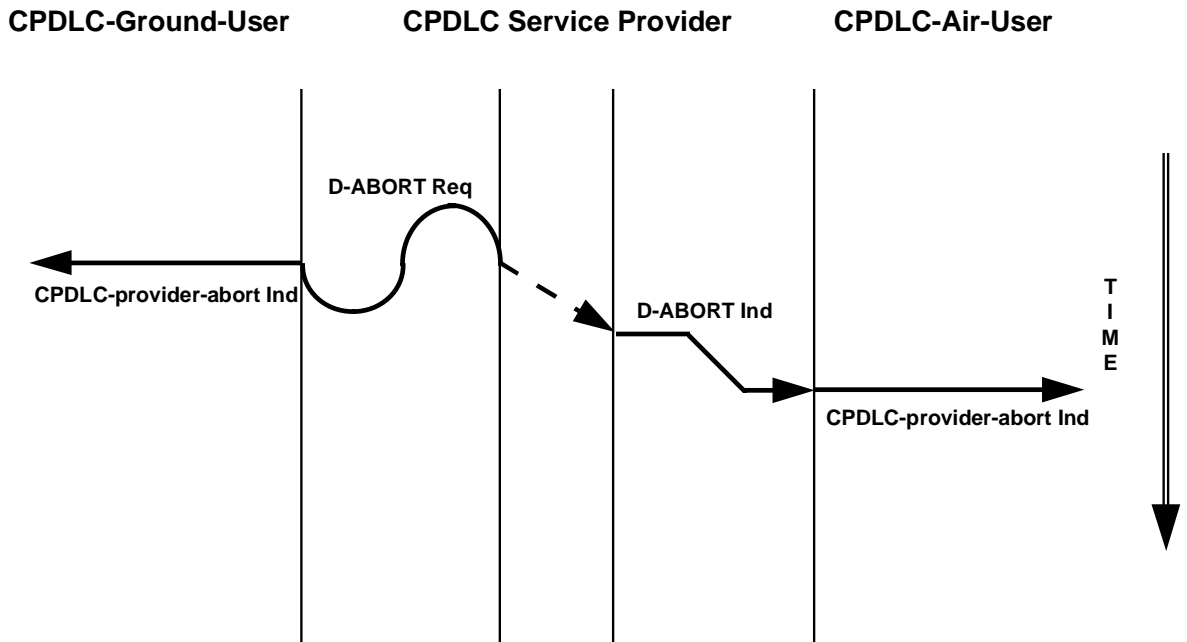 CPDLC-Ground-User CPDLC Service Provider CPDLC-Air-User
D-ABORT Req
CPDLC-provider-abort Ind
D-ABORT Ind
T
I
M
E
CPDLC-provider-abort Ind